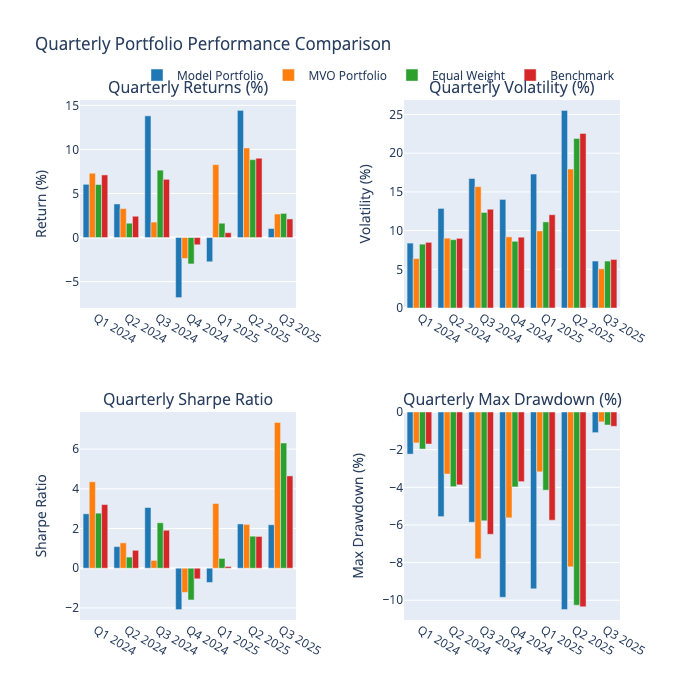 Quarterly Portfolio Performance Comparison
Model Portfolio MVO Portfolio Equal Weight Benchmark
Quarterly Returns (%)
Return (%)
15
10
5
0
−5
Q1 2024 Q2 2024 Q3 2024 Q4 2024 Q1 2025 Q2 2025 Q3 2025
Quarterly Volatility (%)
Volatility (%)
25
20
15
10
5
0
Q1 2024 Q2 2024 Q3 2024 Q4 2024 Q1 2025 Q2 2025 Q3 2025
Quarterly Sharpe Ratio
Sharpe Ratio
6
4
2
0
−2
Q1 2024 Q2 2024 Q3 2024 Q4 2024 Q1 2025 Q2 2025 Q3 2025
Quarterly Max Drawdown (%)
Max Drawdown (%)
0
−2
−4
−6
−8
−10
Q1 2024 Q2 2024 Q3 2024 Q4 2024 Q1 2025 Q2 2025 Q3 2025